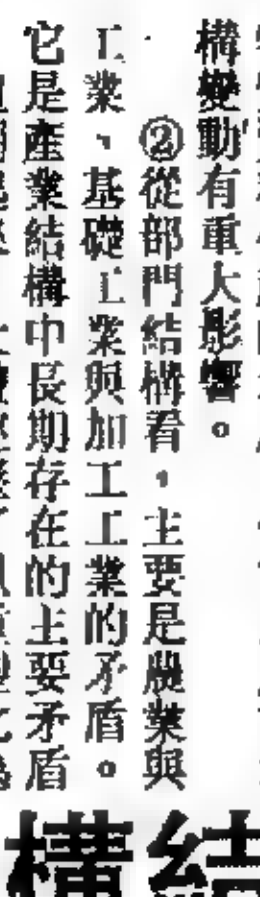 構變動有重大影響。
②從部門結構看，主要是農業與
工業、基礎工業與加工工業的矛盾。
它是產業結構中長期存在的主要矛盾
結構